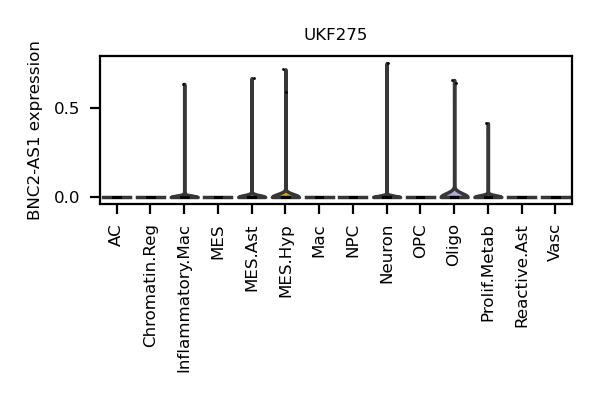 UKF275
BNC2-AS1 expression
0.5
0.0
AC
Chromatin.Reg
Inflammatory.Mac
MES
MES.Ast
MES.Hyp
Mac
NPC
Neuron
OPC
Oligo
Prolif.Metab
Reactive.Ast
Vasc